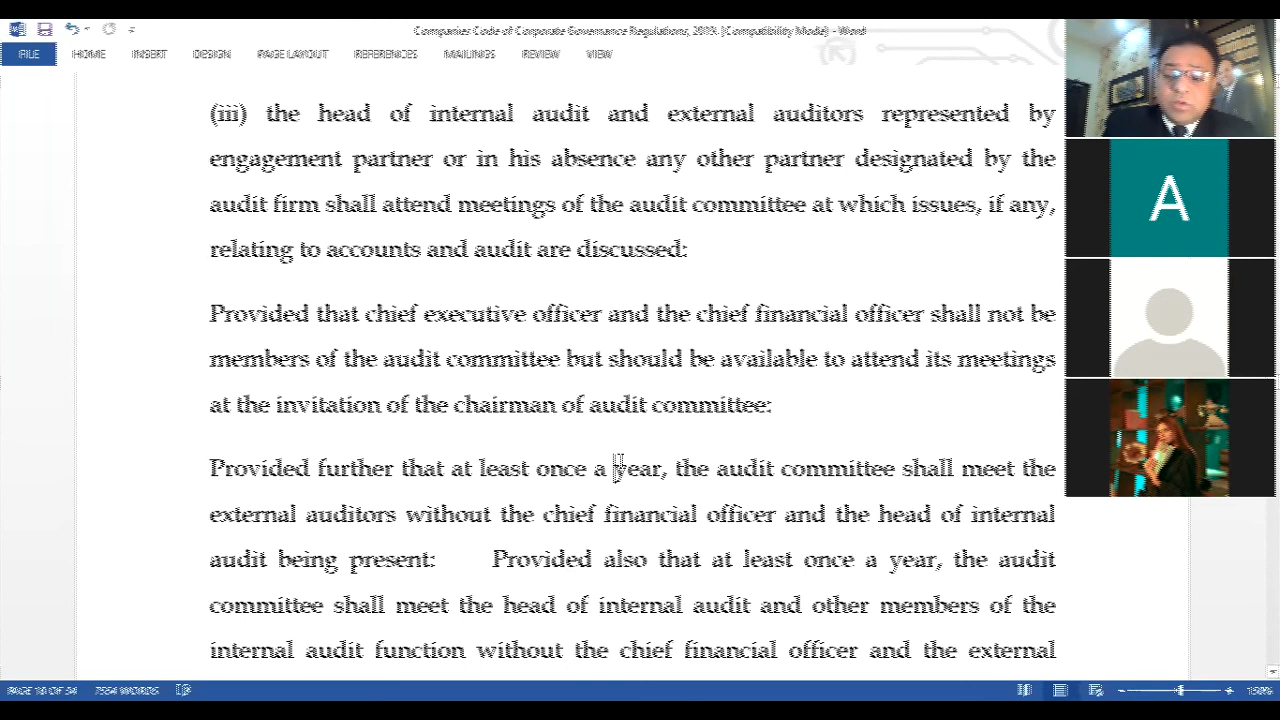 Companies Code of Corporate Governance Regulations, 2019 [Compatibility Mode] - Word
FILE HOME INSERT DESIGN PAGE LAYOUT REFERENCES MAILINGS REVIEW VIEW
(iii) the head of internal audit and external auditors represented by
engagement partner or in his absence any other partner designated by the
audit firm shall attend meetings of the audit committee at which issues, if any,
relating to accounts and audit are discussed:
Provided that chief executive officer and the chief financial officer shall not be
members of the audit committee but should be available to attend its meetings
at the invitation of the chairman of audit committee:
Provided further that at least once a year, the audit committee shall meet the
external auditors without the chief financial officer and the head of internal
audit being present: Provided also that at least once a year, the audit
committee shall meet the head of internal audit and other members of the
internal audit function without the chief financial officer and the external
A
WORDS